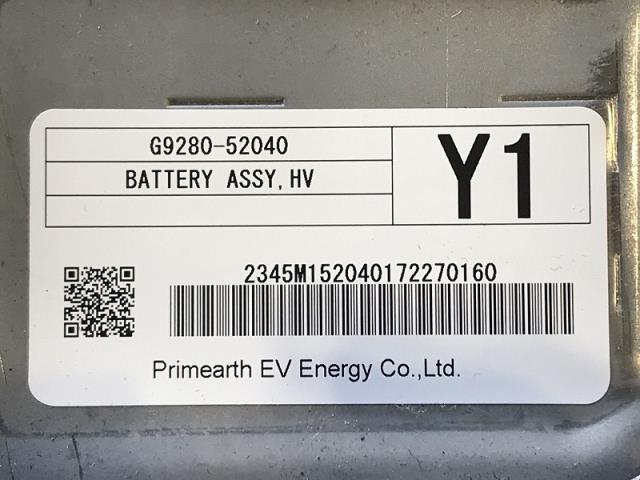 G9280-52040
BATTERY ASSY,HV
Y1
2345M152040172270160
Primearth EV Energy Co.,Ltd.